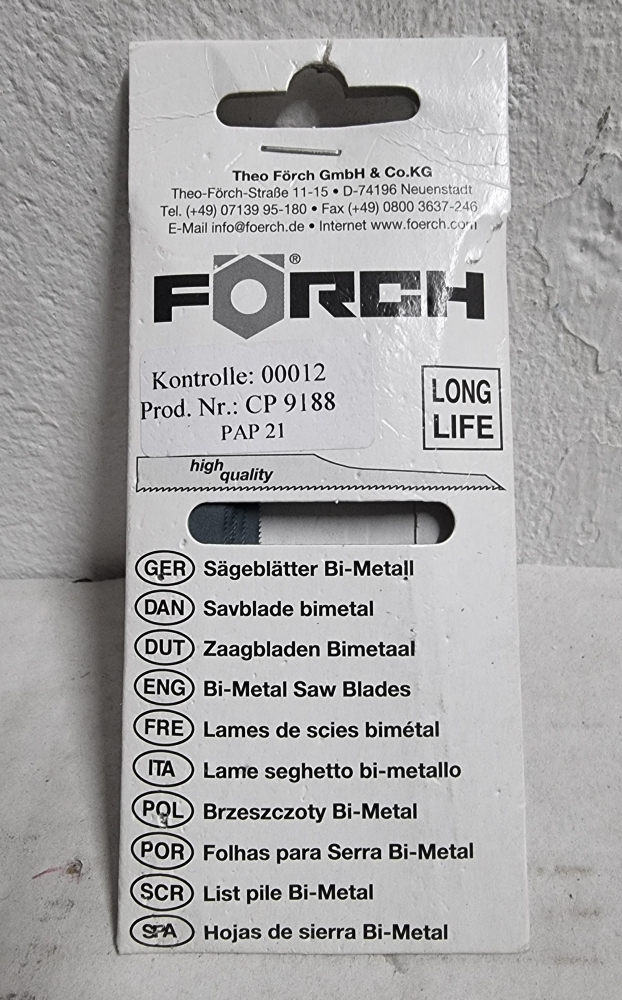 Theo Förch GmbH & Co.KG
Theo-Förch-Straße 11-15 • D-74196 Neuenstadt
Tel. (+49) 07139 95-180 • Fax (+49) 0800 3637-246
E-Mail info@foerch.de • Internet www.foerch.com
FÖRCH®
Kontrolle: 00012
Prod. Nr.: CP 9188
PAP 21
LONG
LIFE
high
quality
GER Sägeblätter Bi-Metall
DAN Savblade bimetal
DUT Zaagbladen Bimetaal
ENG Bi-Metal Saw Blades
FRE Lames de scies bimétal
ITA Lame seghetto bi-metallo
POL Brzeszczoty Bi-Metal
POR Folhas para Serra Bi-Metal
SCR List pile Bi-Metal
SPA Hojas de sierra Bi-Metal